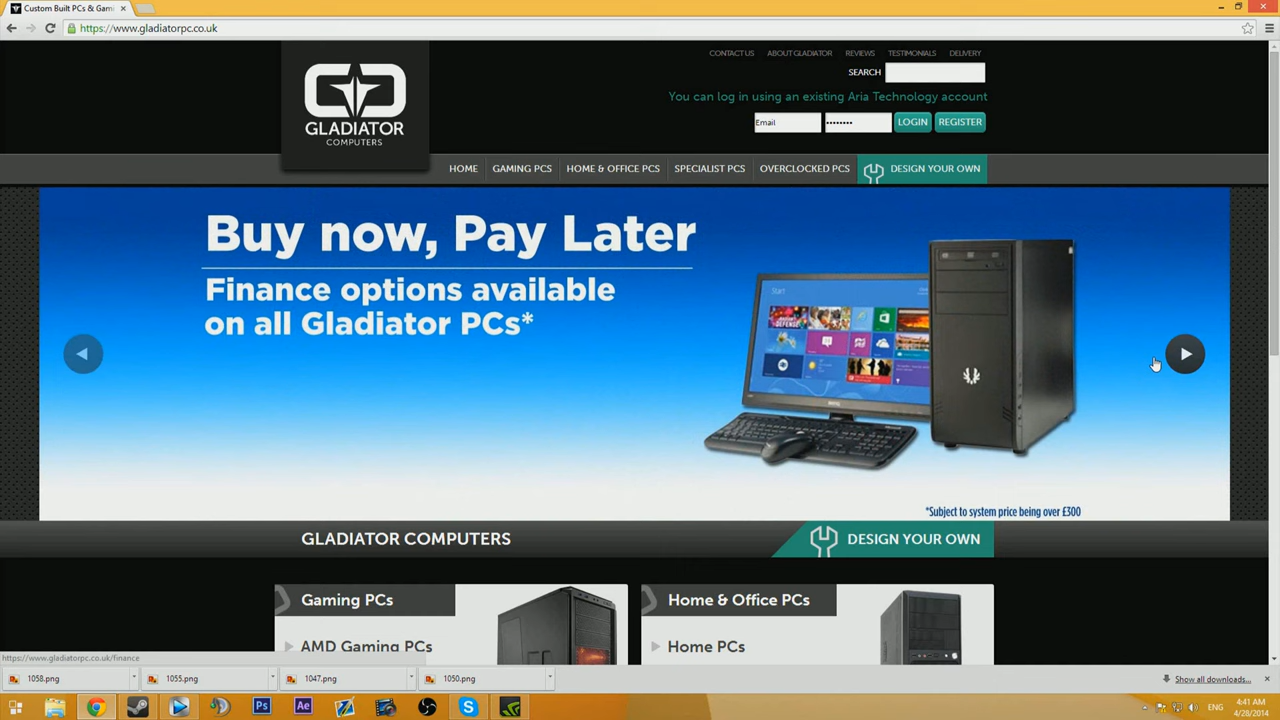 Custom Built PCs & Gami
https://www.gladiatorpc.co.uk
CONTACT US ABOUT GLADIATOR REVIEWS TESTIMONIALS DELIVERY
SEARCH
You can log in using an existing Aria Technology account
Email •••••••• LOGIN REGISTER
GLADIATOR
COMPUTERS
HOME GAMING PCS HOME & OFFICE PCS SPECIALIST PCS OVERCLOCKED PCS DESIGN YOUR OWN
Buy now, Pay Later
Finance options available
on all Gladiator PCs*
Start
*Subject to system price being over £300
GLADIATOR COMPUTERS DESIGN YOUR OWN
Gaming PCs Home & Office PCs
AMD Gaming PCs Home PCs
https://www.gladiatorpc.co.uk/finance
1058.png 1055.png 1047.png 1050.png Show all downloads...
Ps Ae ENG 4:41 AM
4/28/2014